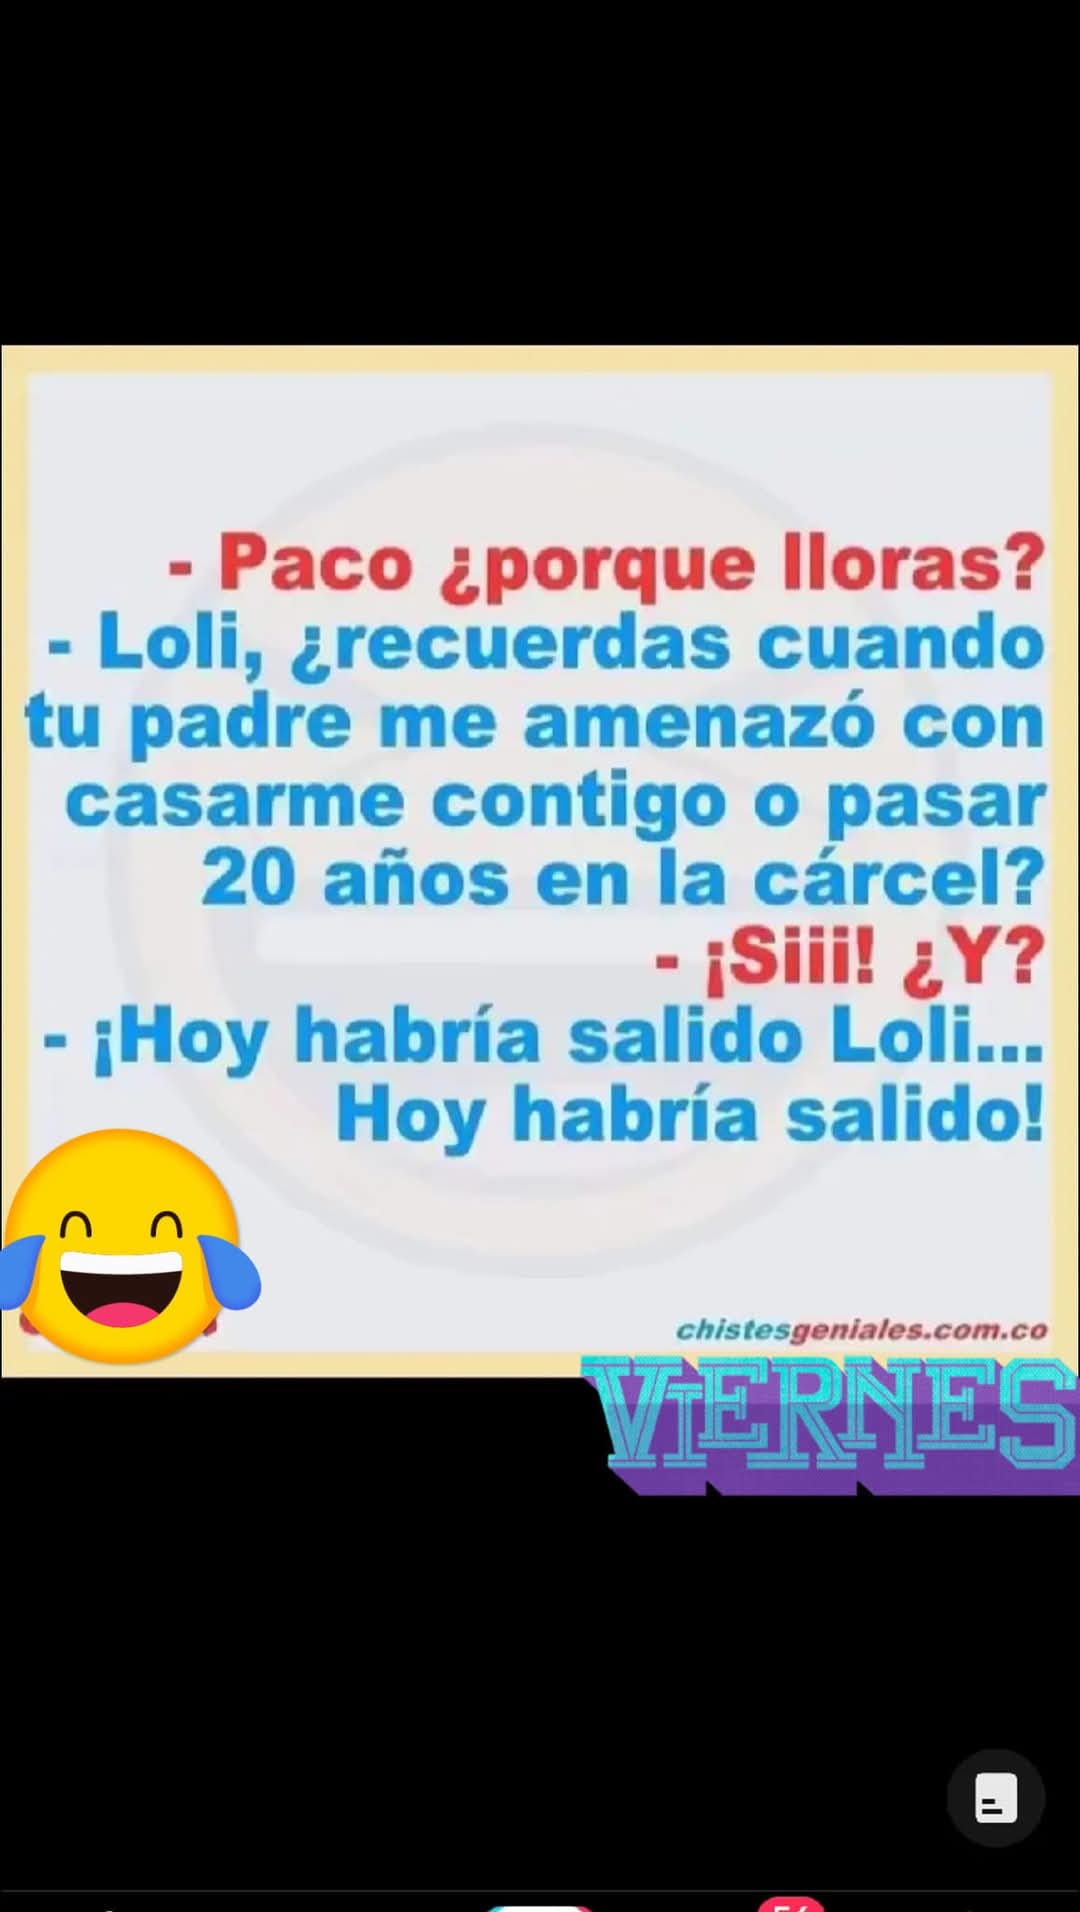 - Paco ¿porque lloras?
- Loli, ¿recuerdas cuando
tu padre me amenazó con
casarme contigo o pasar
20 años en la cárcel?
- ¡Siii! ¿Y?
- ¡Hoy habría salido Loli...
Hoy habría salido!
chistesgeniales.com.co
VIERNES